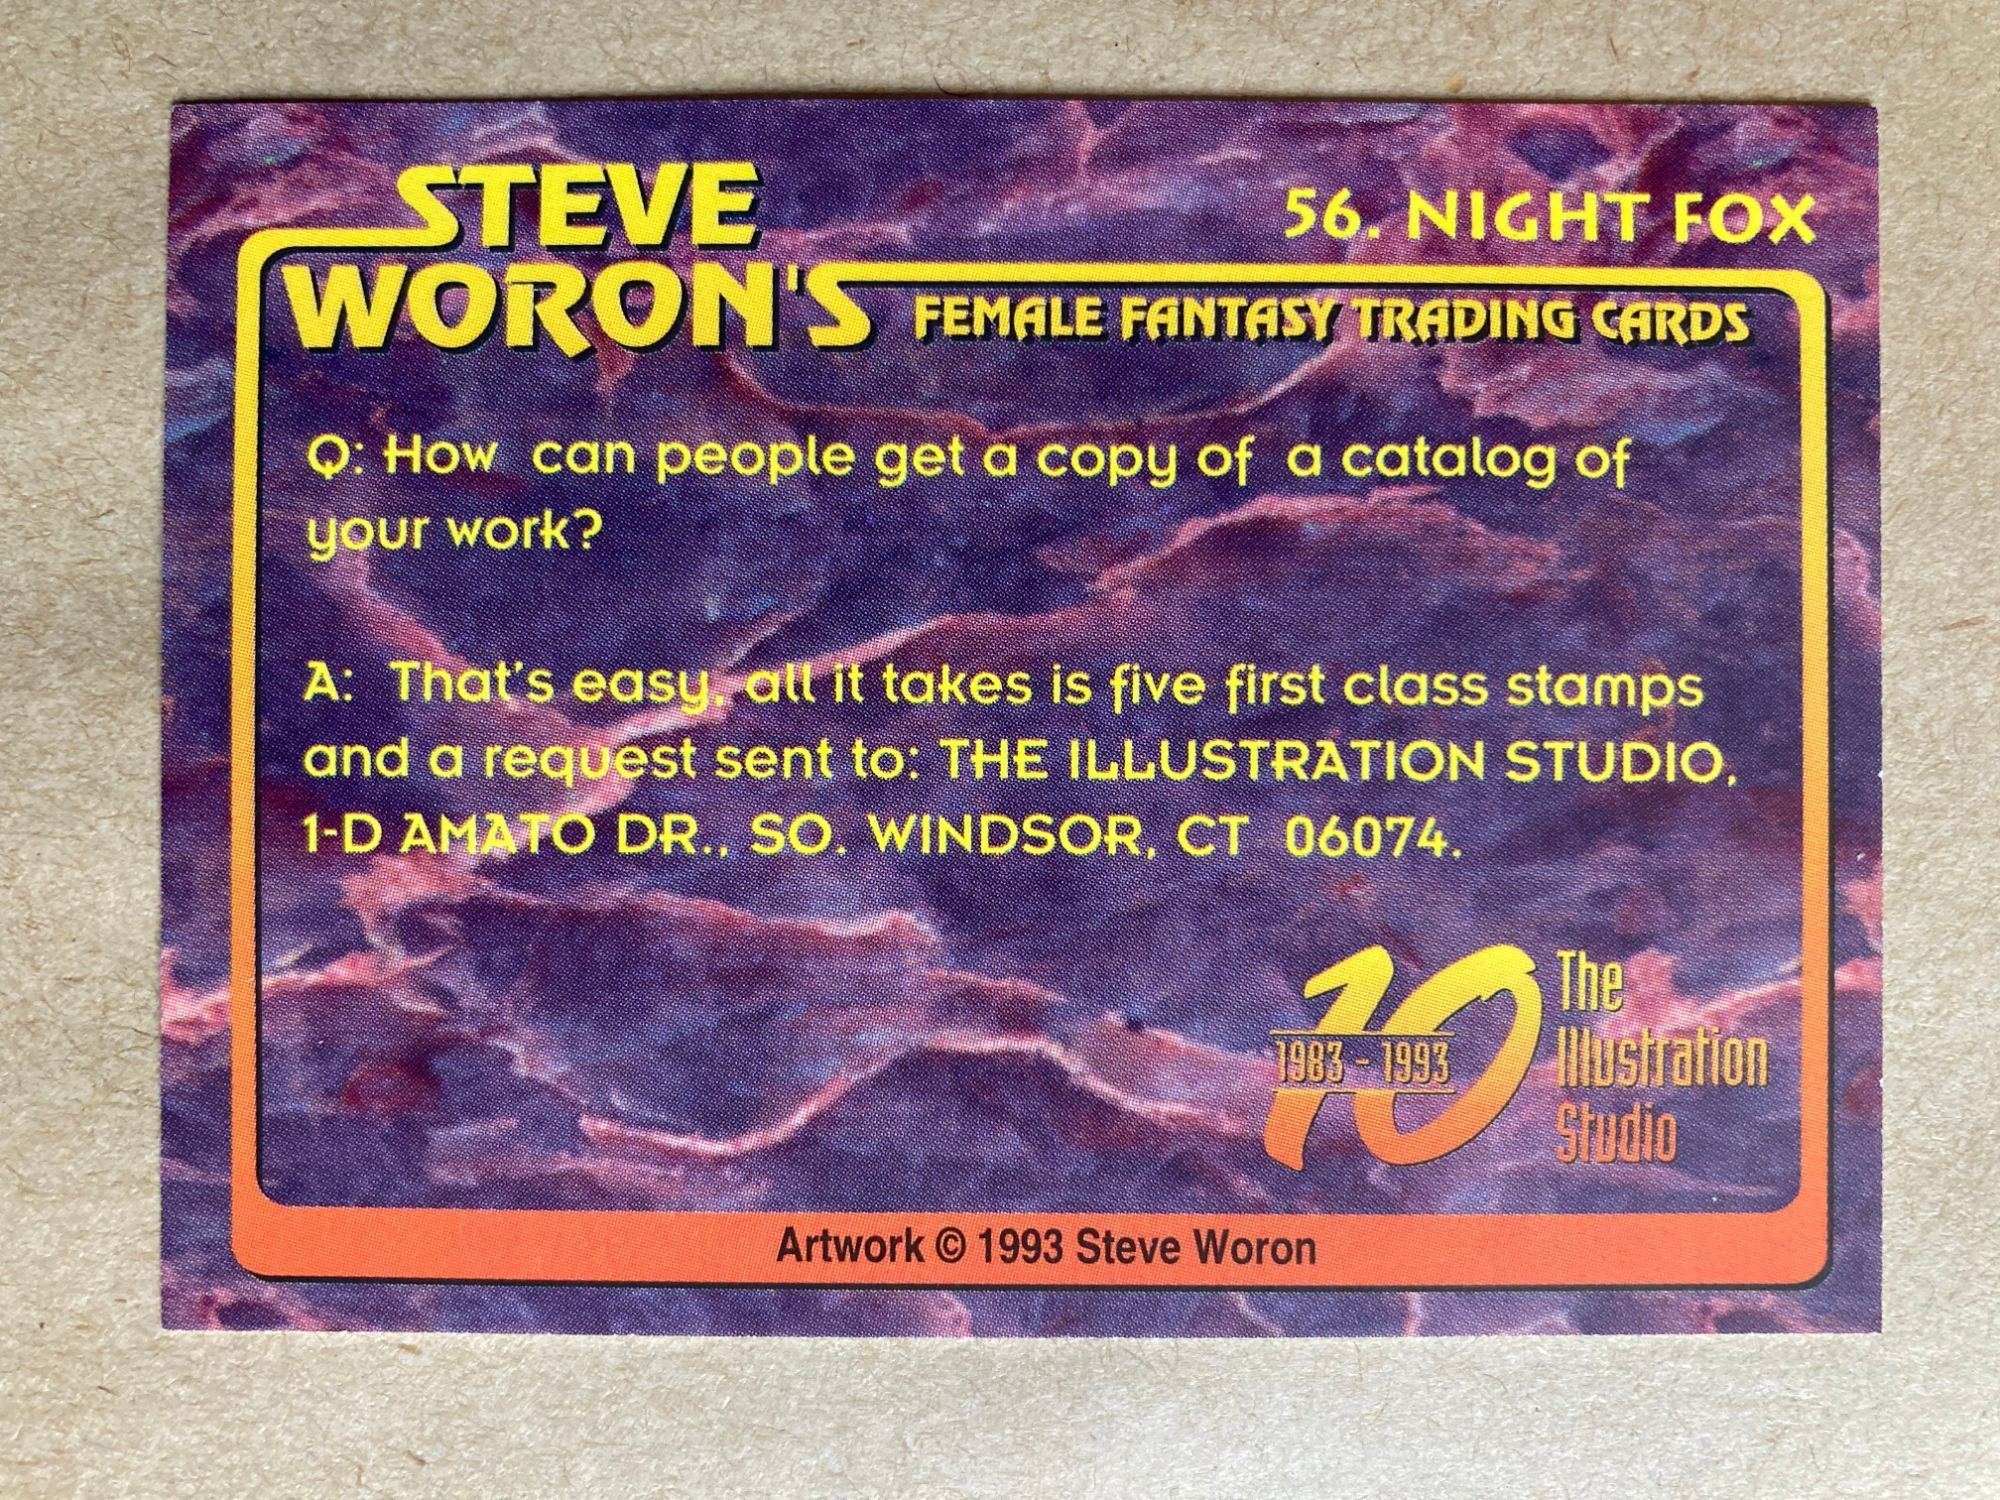 STEVE
WORON'S
56. NIGHT FOX
FEMALE FANTASY TRADING CARDS
Q: How can people get a copy of a catalog of
your work?
A: That's easy, all it takes is five first class stamps
and a request sent to: THE ILLUSTRATION STUDIO,
1-D AMATO DR., SO. WINDSOR, CT 06074.
10
1983 - 1993
The
Illustration
Studio
Artwork © 1993 Steve Woron